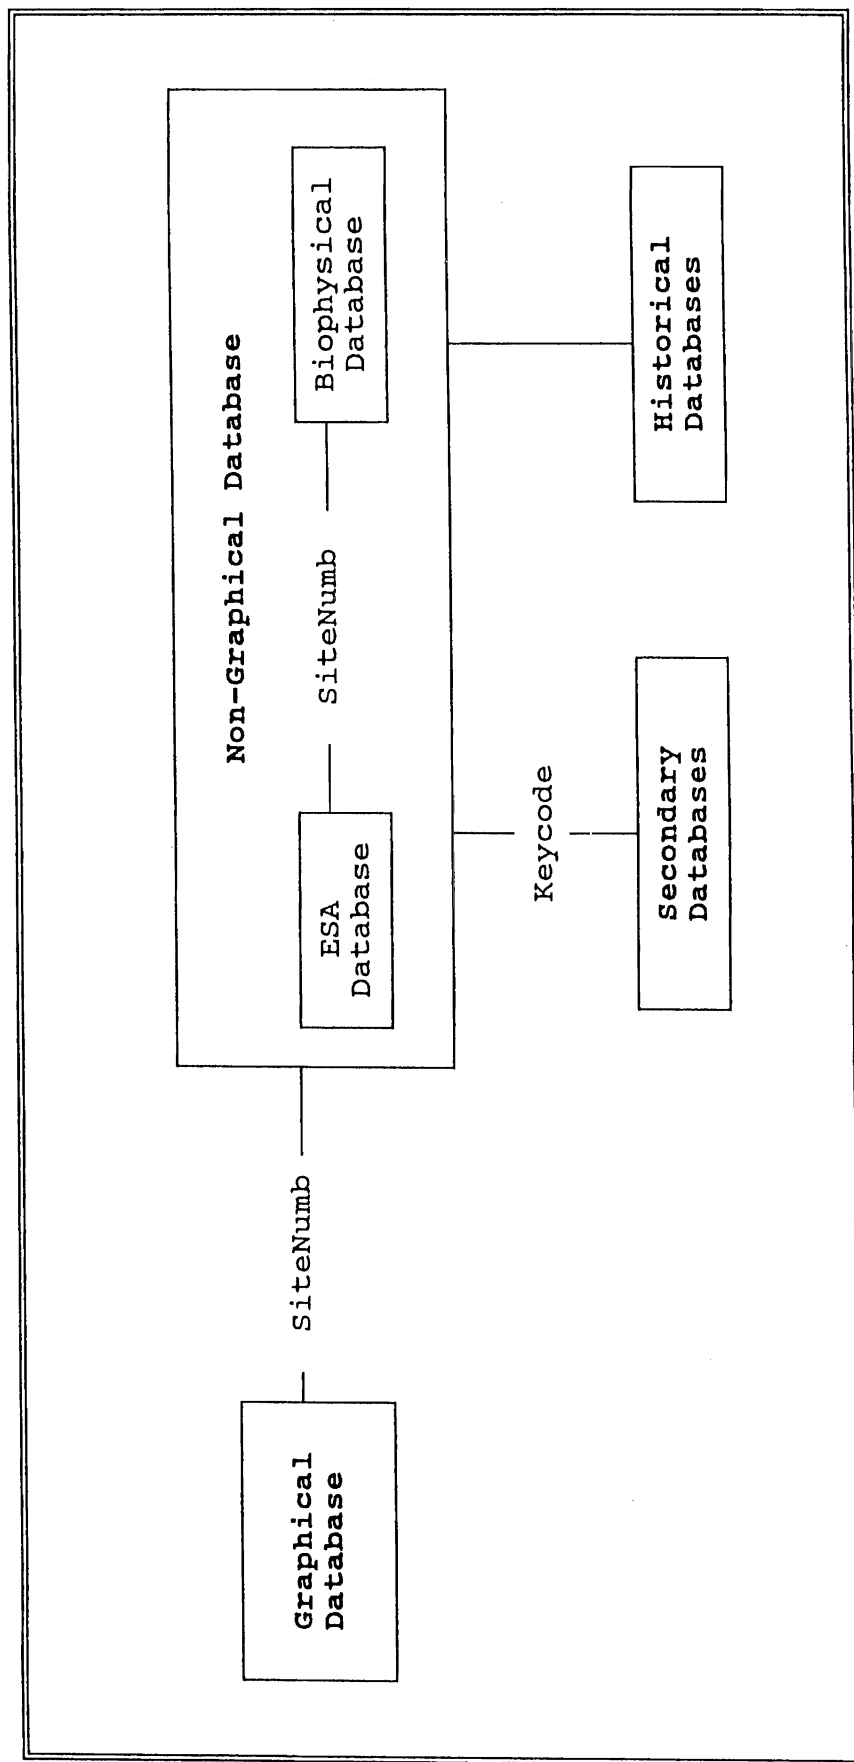 Non-Graphical Database
Graphical
Database
SiteNumb
ESA
Database
SiteNumb
Biophysical
Database
Keycode
Secondary
Databases
Historical
Databases